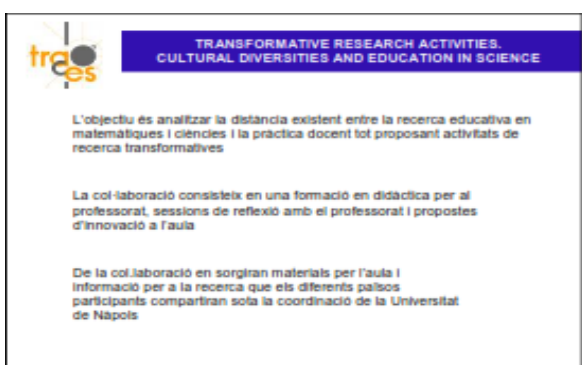 traces
TRANSFORMATIVE RESEARCH ACTIVITIES.
CULTURAL DIVERSITIES AND EDUCATION IN SCIENCE
L'objectiu és analitzar la distància existent entre la recerca educativa en
matemàtiques i ciències i la pràctica docent tot proposant activitats de
recerca transformatives
La col·laboració consisteix en una formació en didàctica per al
professorat, sessions de reflexió amb el professorat i propostes
d'innovació a l'aula
De la col.laboració en sorgiran materials per l'aula i
informació per a la recerca que els diferents països
participants compartiran sota la coordinació de la Universitat
de Nàpols